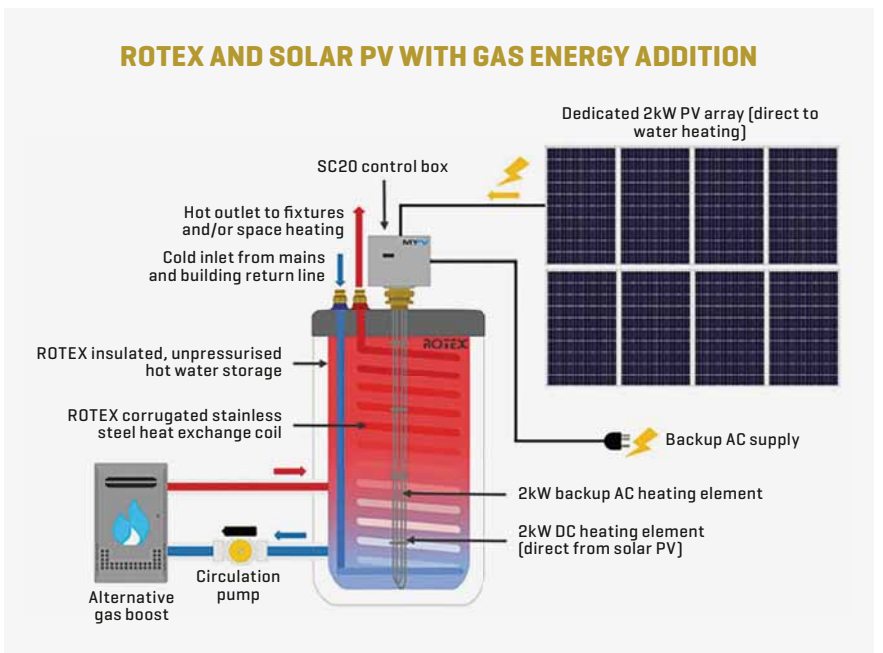 ROTEX AND SOLAR PV WITH GAS ENERGY ADDITION
Dedicated 2kW PV array (direct to
water heating)
SC20 control box
Hot outlet to fixtures
and/or space heating
Cold inlet from mains
and building return line
MYPV
ROTEX
ROTEX insulated, unpressurised
hot water storage
ROTEX corrugated stainless
steel heat exchange coil
Backup AC supply
2kW backup AC heating element
2kW DC heating element
(direct from solar PV)
Circulation
pump
Alternative
gas boost